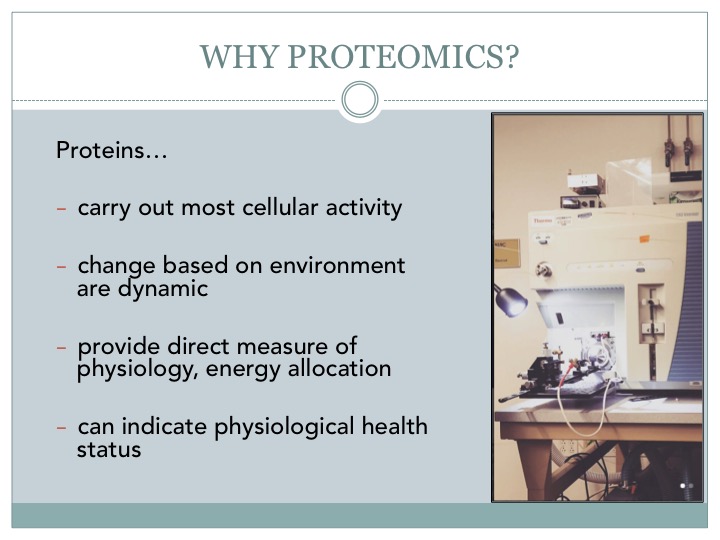 WHY PROTEOMICS?
Proteins…
– carry out most cellular activity
– change based on environment
are dynamic
– provide direct measure of
physiology, energy allocation
– can indicate physiological health
status
Thermo